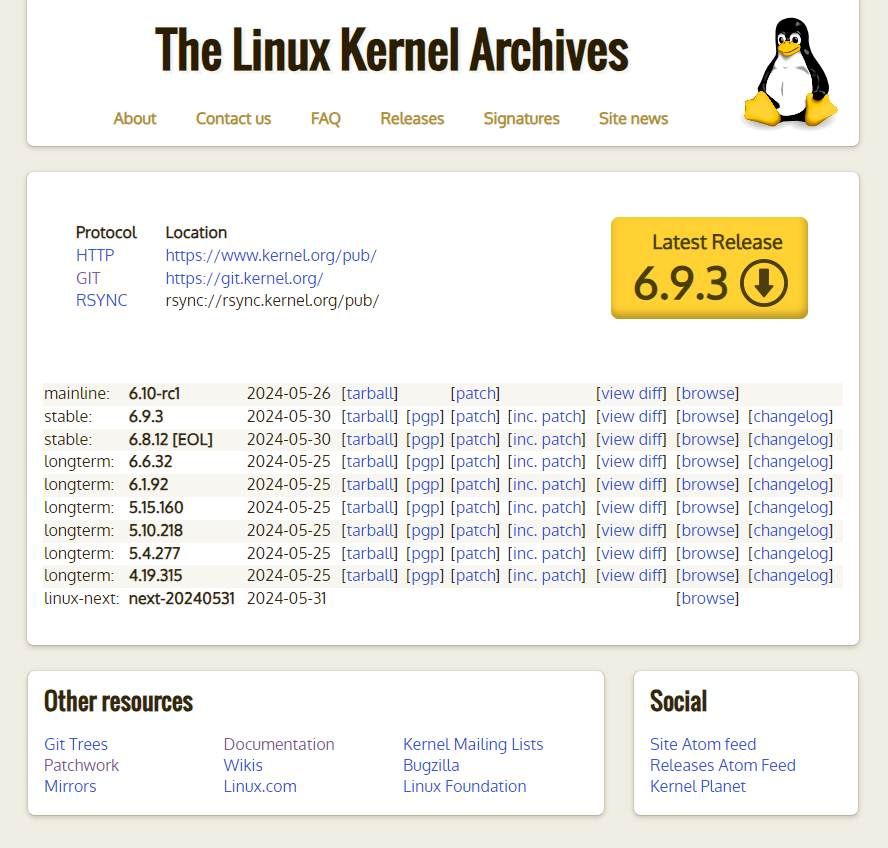 The Linux Kernel Archives
About Contact us FAQ Releases Signatures Site news
Protocol Location
HTTP https://www.kernel.org/pub/
GIT https://git.kernel.org/
RSYNC rsync://rsync.kernel.org/pub/
Latest Release
6.9.3
mainline: 6.10-rc1 2024-05-26 [tarball] [patch] [view diff] [browse]
stable: 6.9.3 2024-05-30 [tarball] [pgp] [patch] [inc. patch] [view diff] [browse] [changelog]
stable: 6.8.12 [EOL] 2024-05-30 [tarball] [pgp] [patch] [inc. patch] [view diff] [browse] [changelog]
longterm: 6.6.32 2024-05-25 [tarball] [pgp] [patch] [inc. patch] [view diff] [browse] [changelog]
longterm: 6.1.92 2024-05-25 [tarball] [pgp] [patch] [inc. patch] [view diff] [browse] [changelog]
longterm: 5.15.160 2024-05-25 [tarball] [pgp] [patch] [inc. patch] [view diff] [browse] [changelog]
longterm: 5.10.218 2024-05-25 [tarball] [pgp] [patch] [inc. patch] [view diff] [browse] [changelog]
longterm: 5.4.277 2024-05-25 [tarball] [pgp] [patch] [inc. patch] [view diff] [browse] [changelog]
longterm: 4.19.315 2024-05-25 [tarball] [pgp] [patch] [inc. patch] [view diff] [browse] [changelog]
linux-next: next-20240531 2024-05-31 [browse]
Other resources
Git Trees Documentation Kernel Mailing Lists
Patchwork Wikis Bugzilla
Mirrors Linux.com Linux Foundation
Social
Site Atom feed
Releases Atom Feed
Kernel Planet